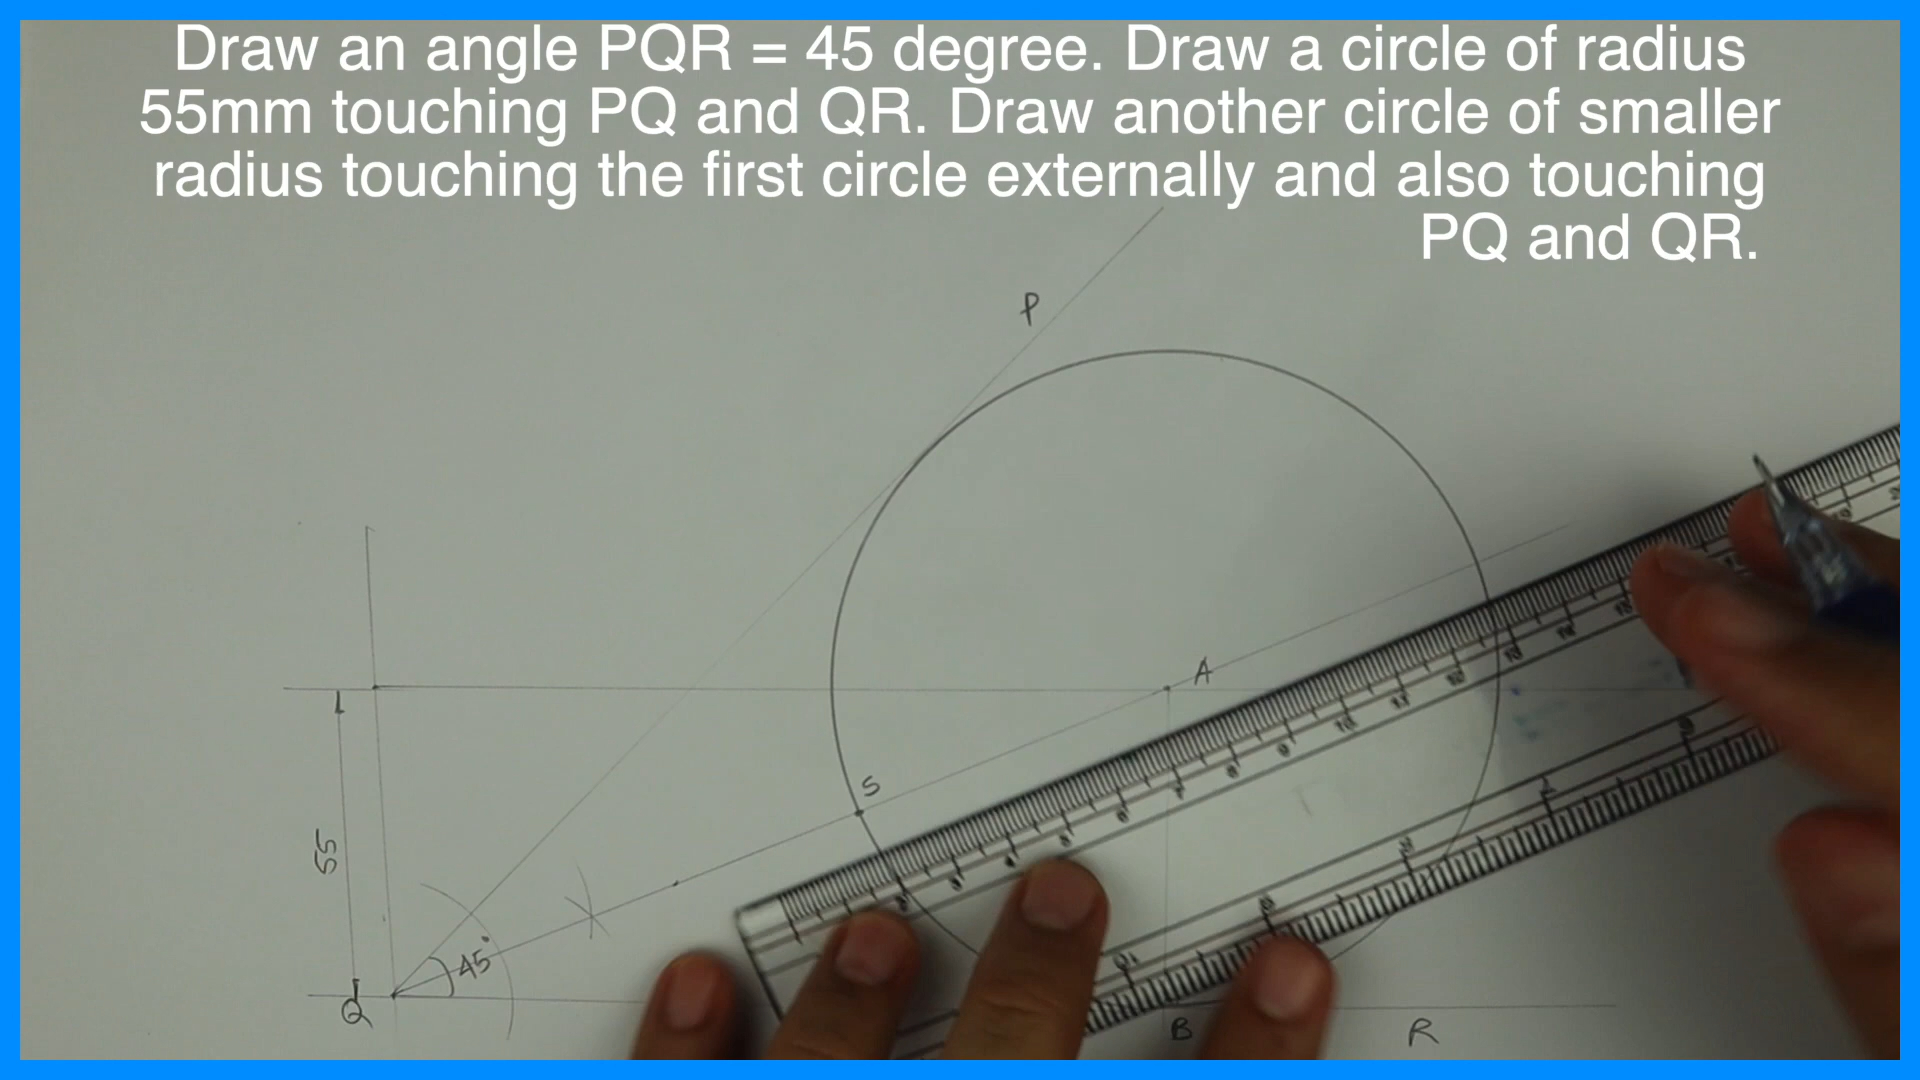 Draw an angle PQR = 45 degree. Draw a circle of radius
55mm touching PQ and QR. Draw another circle of smaller
radius touching the first circle externally and also touching
PQ and QR.
P
A
S
55
45°
Q
B
R